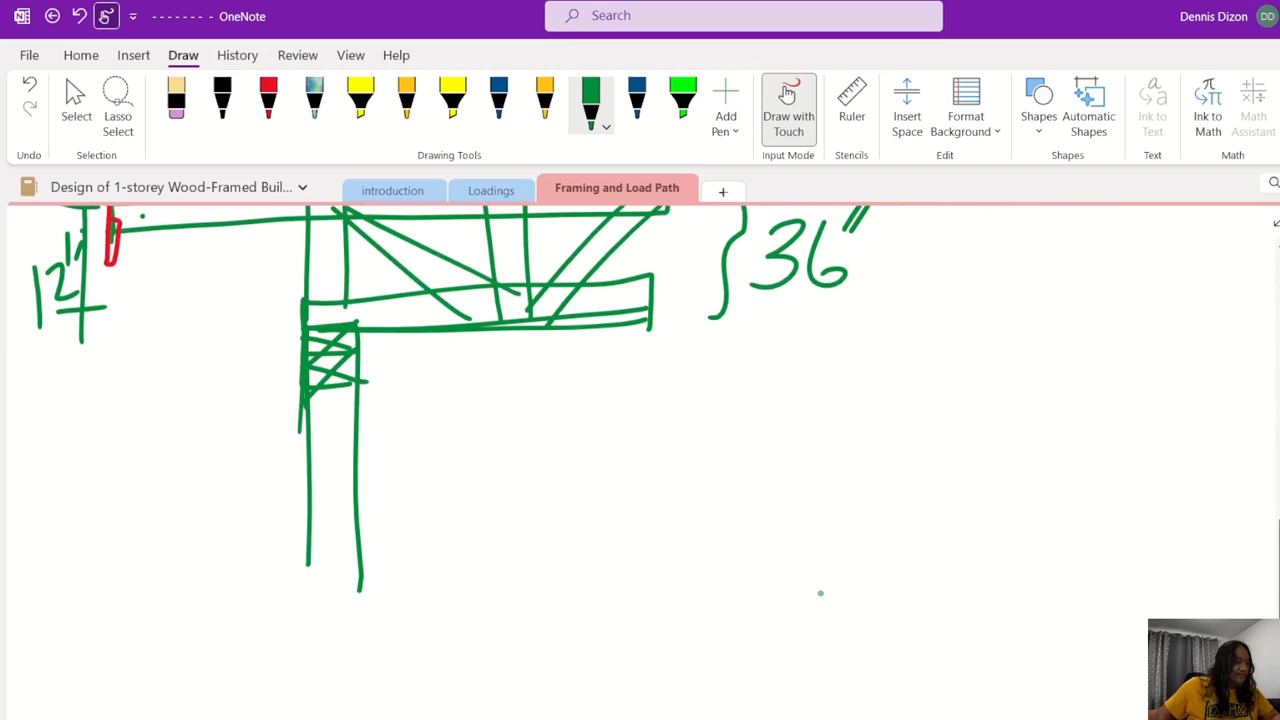 - - - - - - - OneNote
Search
Dennis Dizon
DD
File Home Insert Draw History Review View Help
Undo
Select
Lasso Select
Add Pen
Draw with Touch
Ruler
Insert Space
Format Background
Shapes
Automatic Shapes
Ink to Text
Ink to Math
Math Assistant
Undo
Selection
Drawing Tools
Input Mode
Stencils
Edit
Shapes
Text
Math
Design of 1-storey Wood-Framed Buil...
introduction
Loadings
Framing and Load Path
+
12"
36"